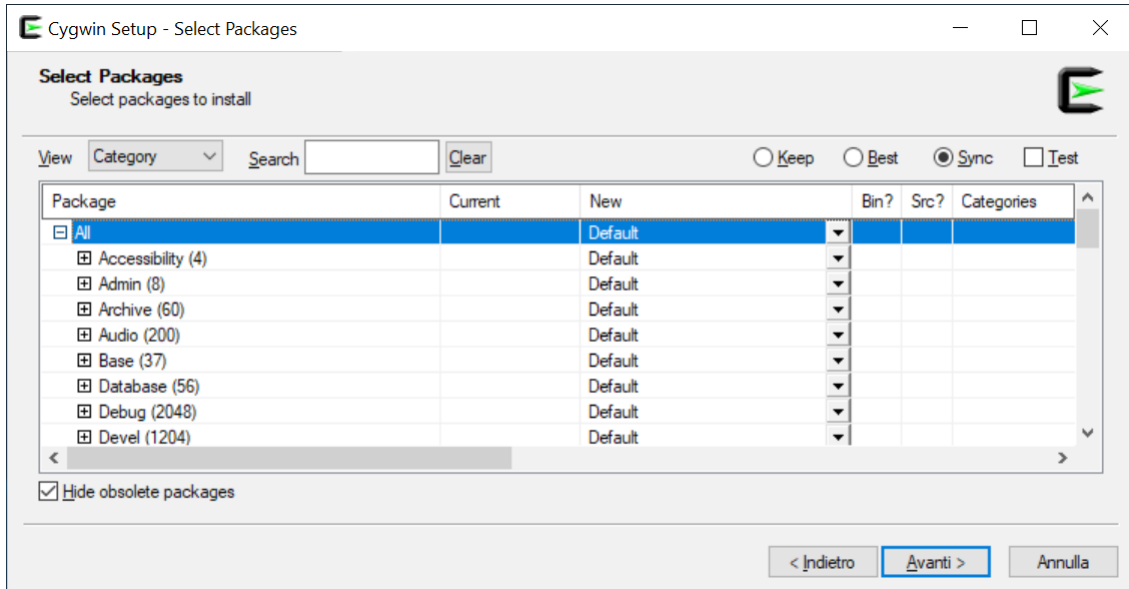 Cygwin Setup - Select Packages
Select Packages
Select packages to install
View Category Search Clear Keep Best Sync Test
Package Current New Bin? Src? Categories
All Default
Accessibility (4) Default
Admin (8) Default
Archive (60) Default
Audio (200) Default
Base (37) Default
Database (56) Default
Debug (2048) Default
Devel (1204) Default
Hide obsolete packages
< Indietro Avanti > Annulla